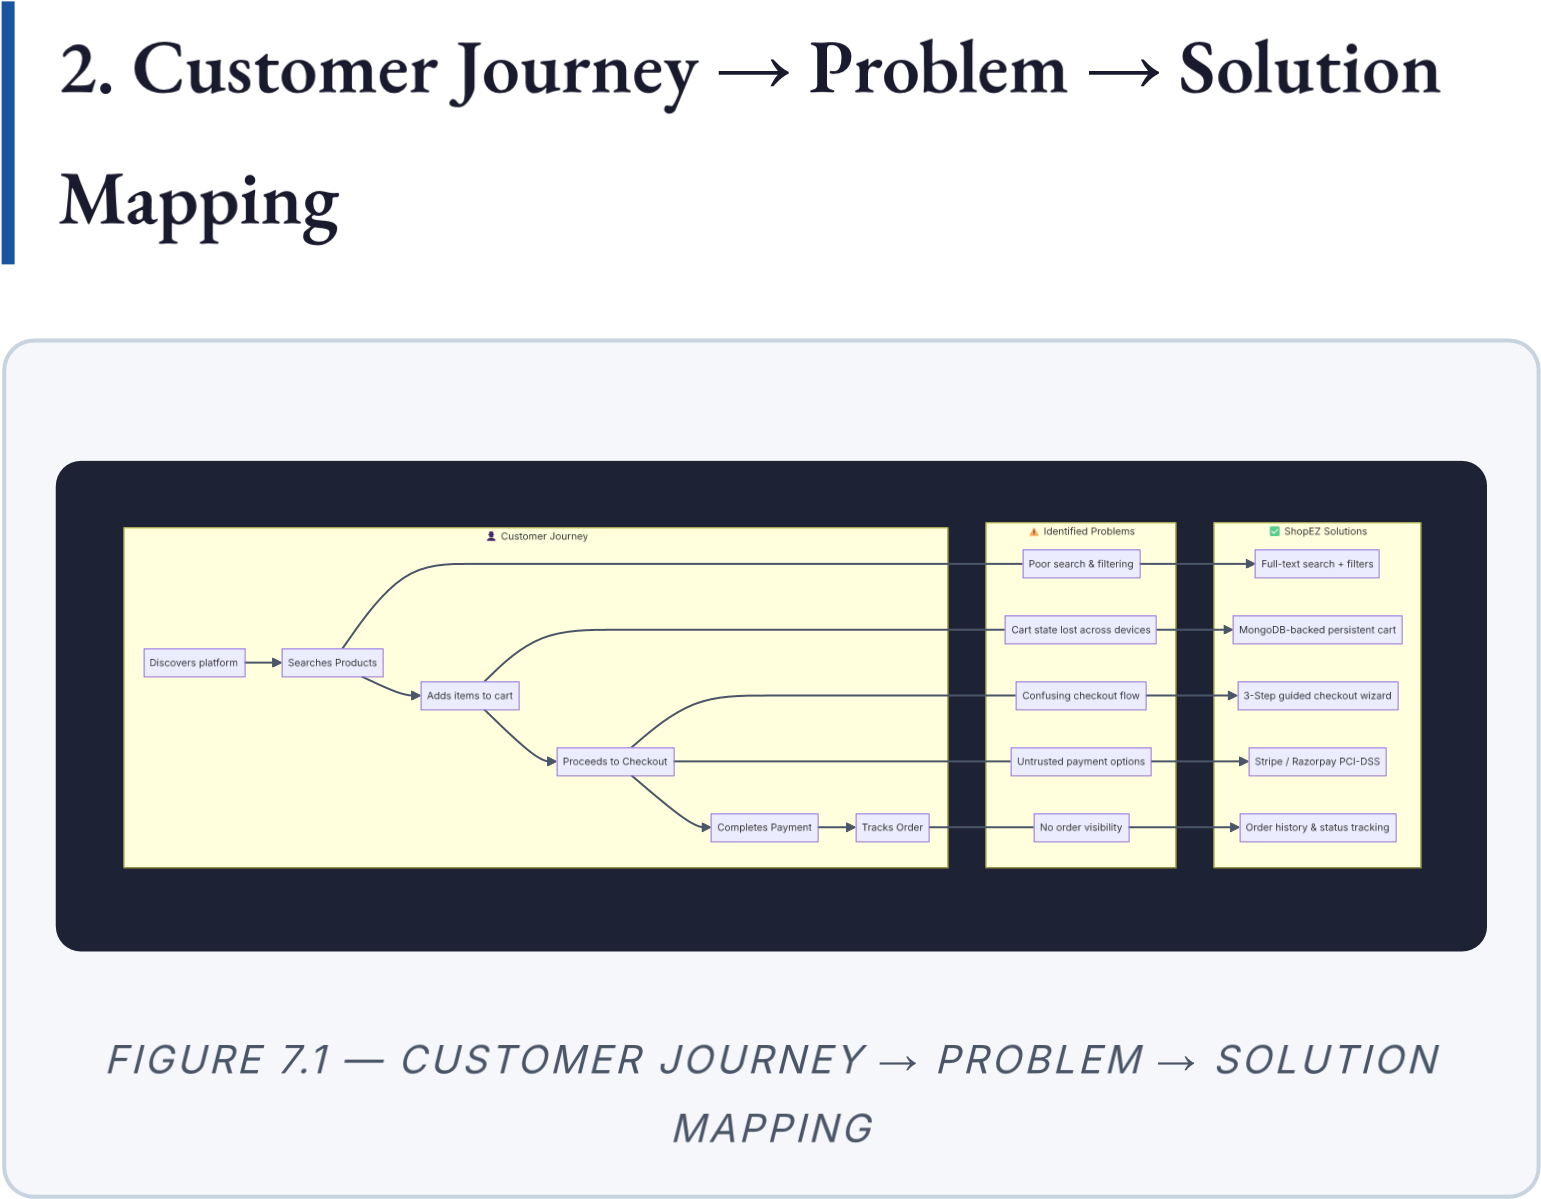 2. Customer Journey → Problem → Solution
Mapping
👤 Customer Journey
Discovers platform
Searches Products
Adds items to cart
Proceeds to Checkout
Completes Payment
Tracks Order
⚠️ Identified Problems
Poor search & filtering
Cart state lost across devices
Confusing checkout flow
Untrusted payment options
No order visibility
✅ ShopEZ Solutions
Full-text search + filters
MongoDB-backed persistent cart
3-Step guided checkout wizard
Stripe / Razorpay PCI-DSS
Order history & status tracking
FIGURE 7.1 — CUSTOMER JOURNEY → PROBLEM → SOLUTION
MAPPING